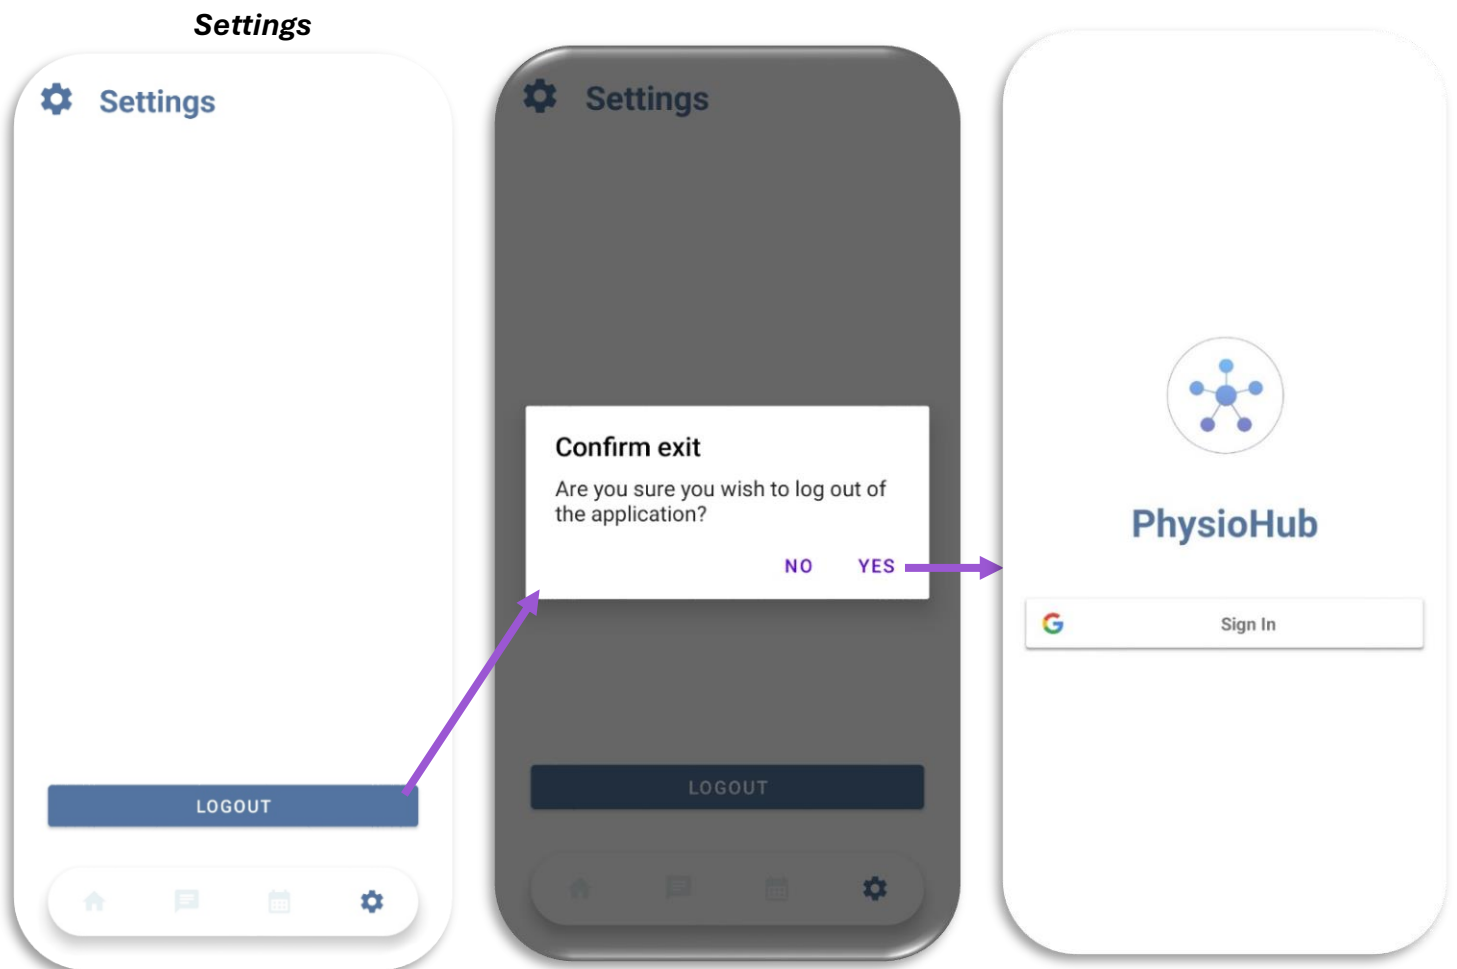 Settings
Settings
LOGOUT
Settings
Confirm exit
Are you sure you wish to log out of
the application?
NO YES
LOGOUT
PhysioHub
Sign In